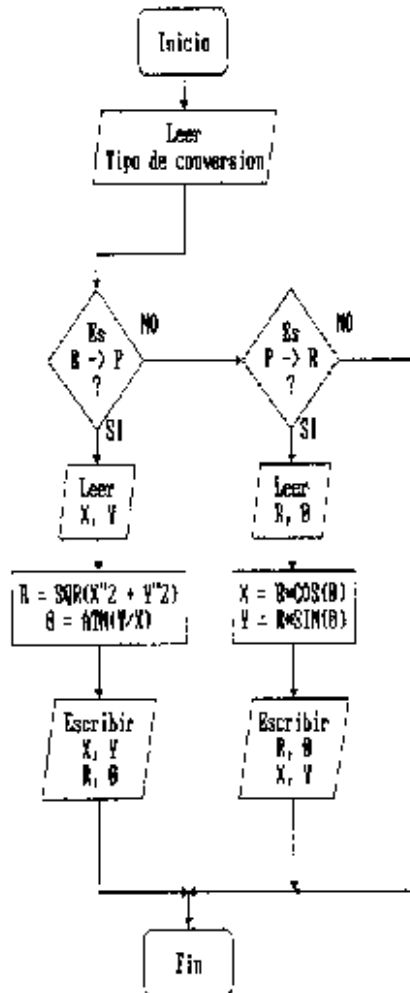 Inicio
Leer
Tipo de conversion
Es
R -> P
?
NO
SI
Es
P -> R
?
NO
SI
Leer
X, Y
Leer
R, θ
R = SQR(X^2 + Y^2)
θ = ATN(Y/X)
X = R*COS(θ)
Y = R*SIN(θ)
Escribir
X, Y
R, θ
Escribir
R, θ
X, Y
Fin